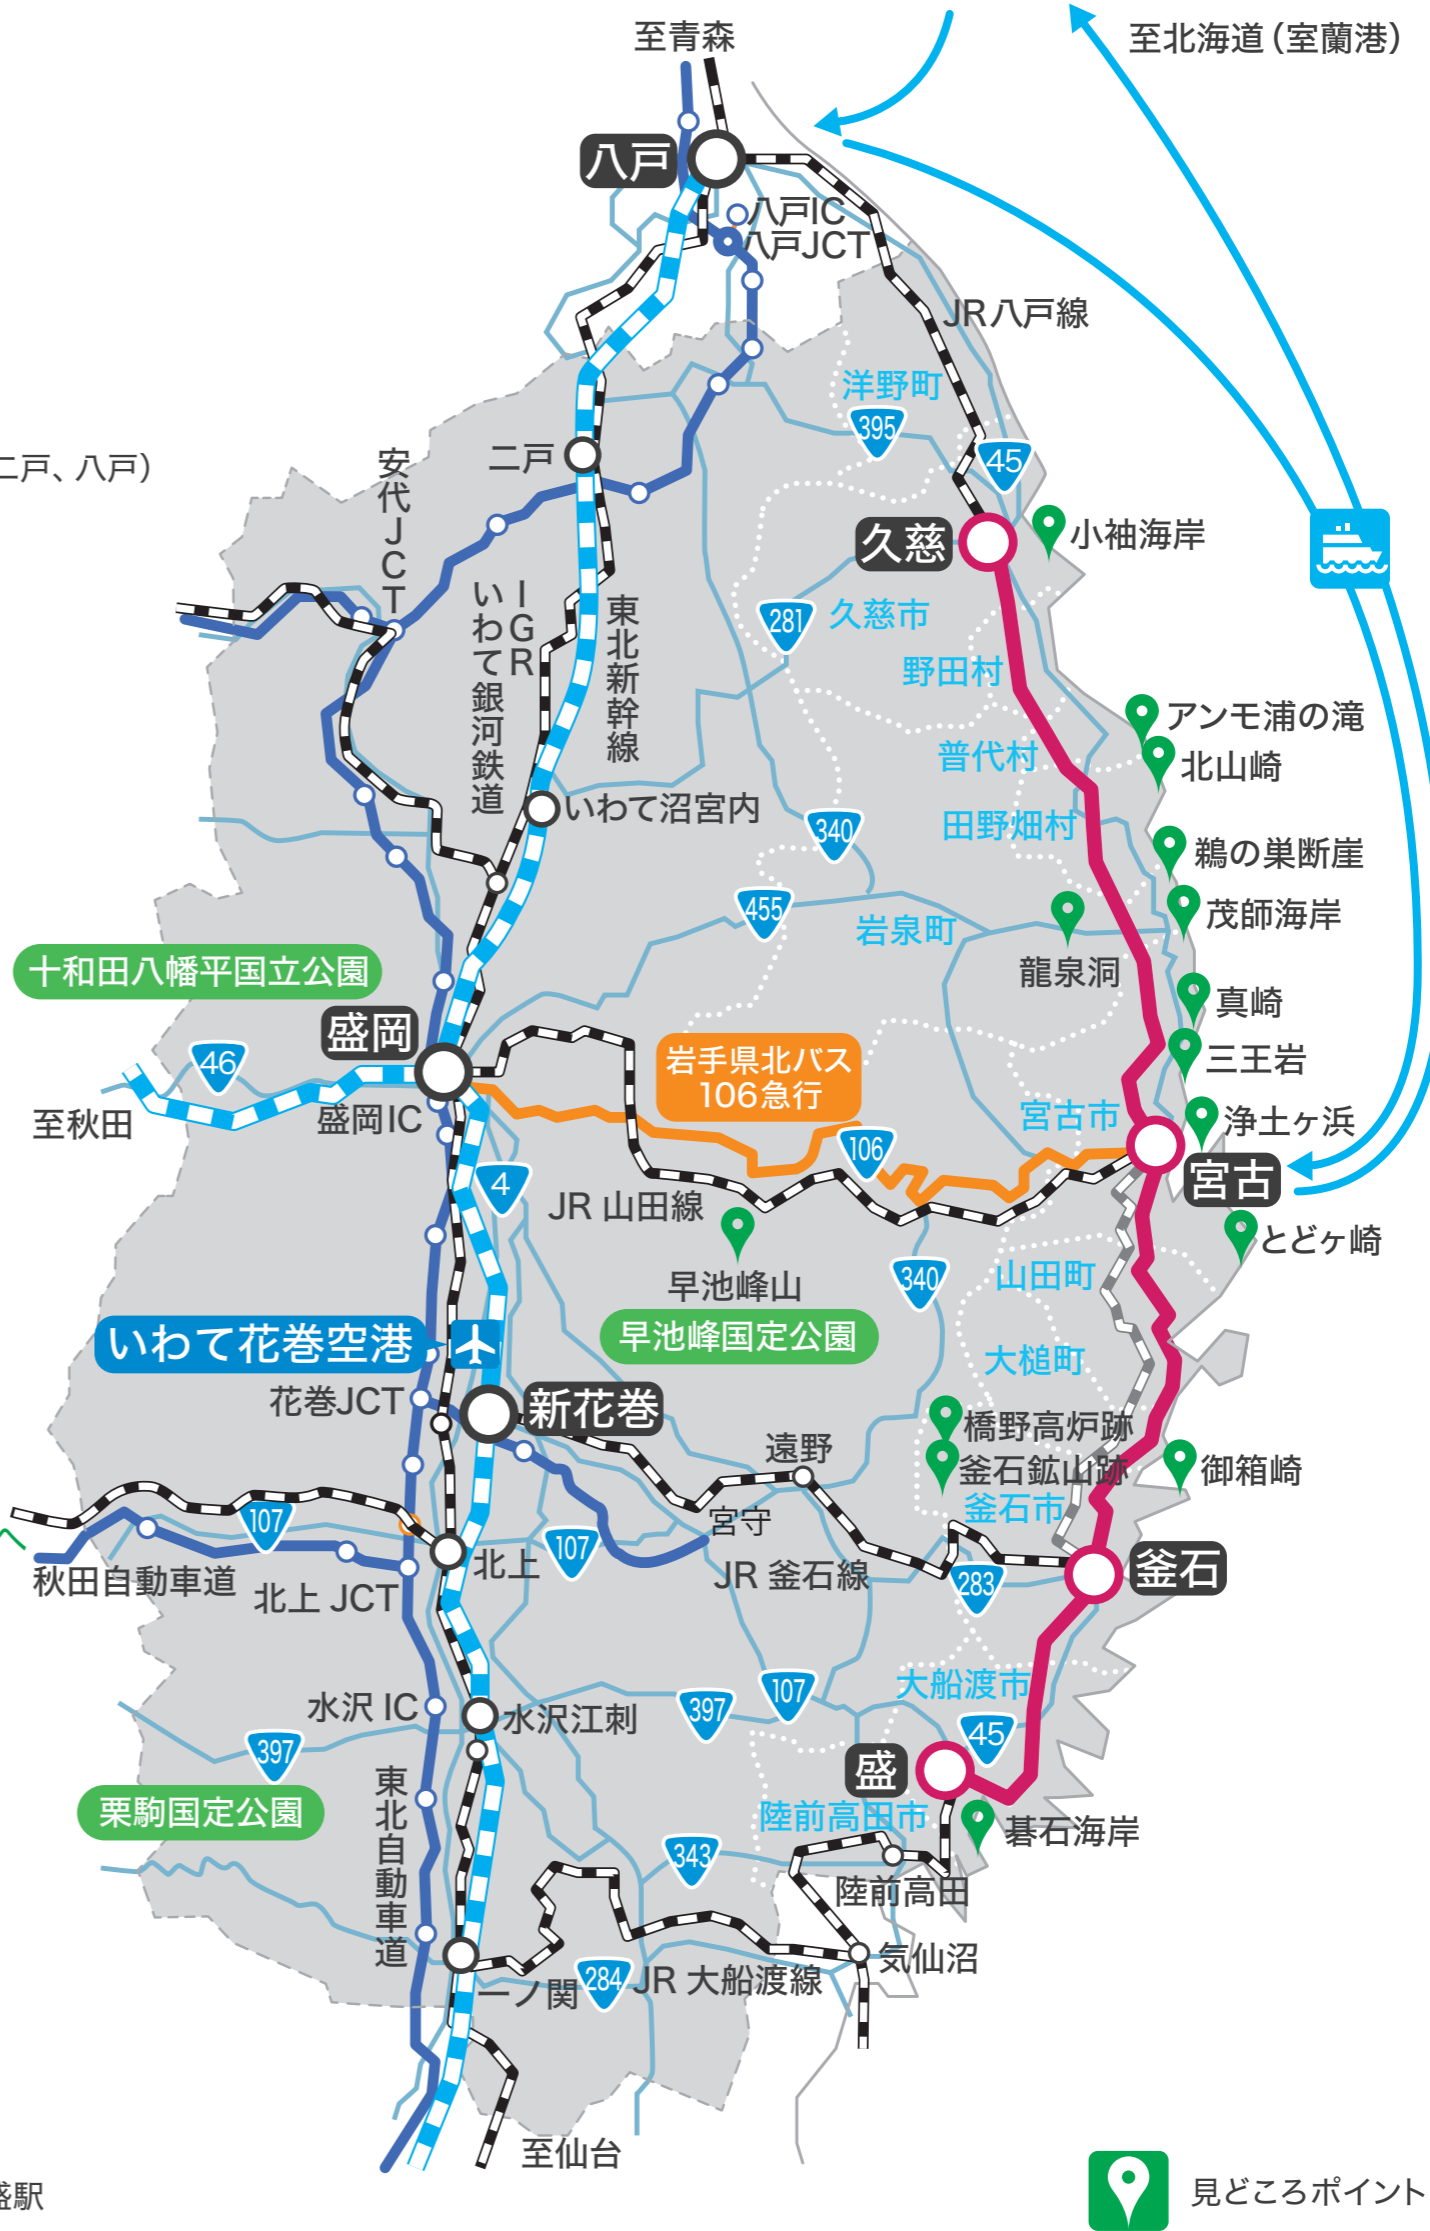 至青森
至北海道（室蘭港）
八戸
八戸IC
八戸JCT
JR八戸線
洋野町
395
45
二戸、八戸）
二戸
安代JCT
久慈
小袖海岸
281
久慈市
IGR
いわて銀河鉄道
東北新幹線
野田村
アンモ浦の滝
普代村
北山崎
いわて沼宮内
340
田野畑村
鵜の巣断崖
455
岩泉町
茂師海岸
龍泉洞
十和田八幡平国立公園
真崎
盛岡
46
岩手県北バス
106急行
三王岩
至秋田
盛岡IC
宮古市
浄土ヶ浜
106
宮古
4
JR 山田線
とどヶ崎
早池峰山
340
山田町
早池峰国定公園
いわて花巻空港
大槌町
花巻JCT
新花巻
橋野高炉跡
遠野
釜石鉱山跡
御箱崎
釜石市
107
宮守
北上
107
JR 釜石線
283
釜石
秋田自動車道
北上 JCT
大船渡市
水沢 IC
水沢江刺
397
107
45
397
盛
栗駒国定公園
東北自動車道
陸前高田市
碁石海岸
343
陸前高田
気仙沼
一ノ関
284
JR 大船渡線
至仙台
盛駅
見どころポイント